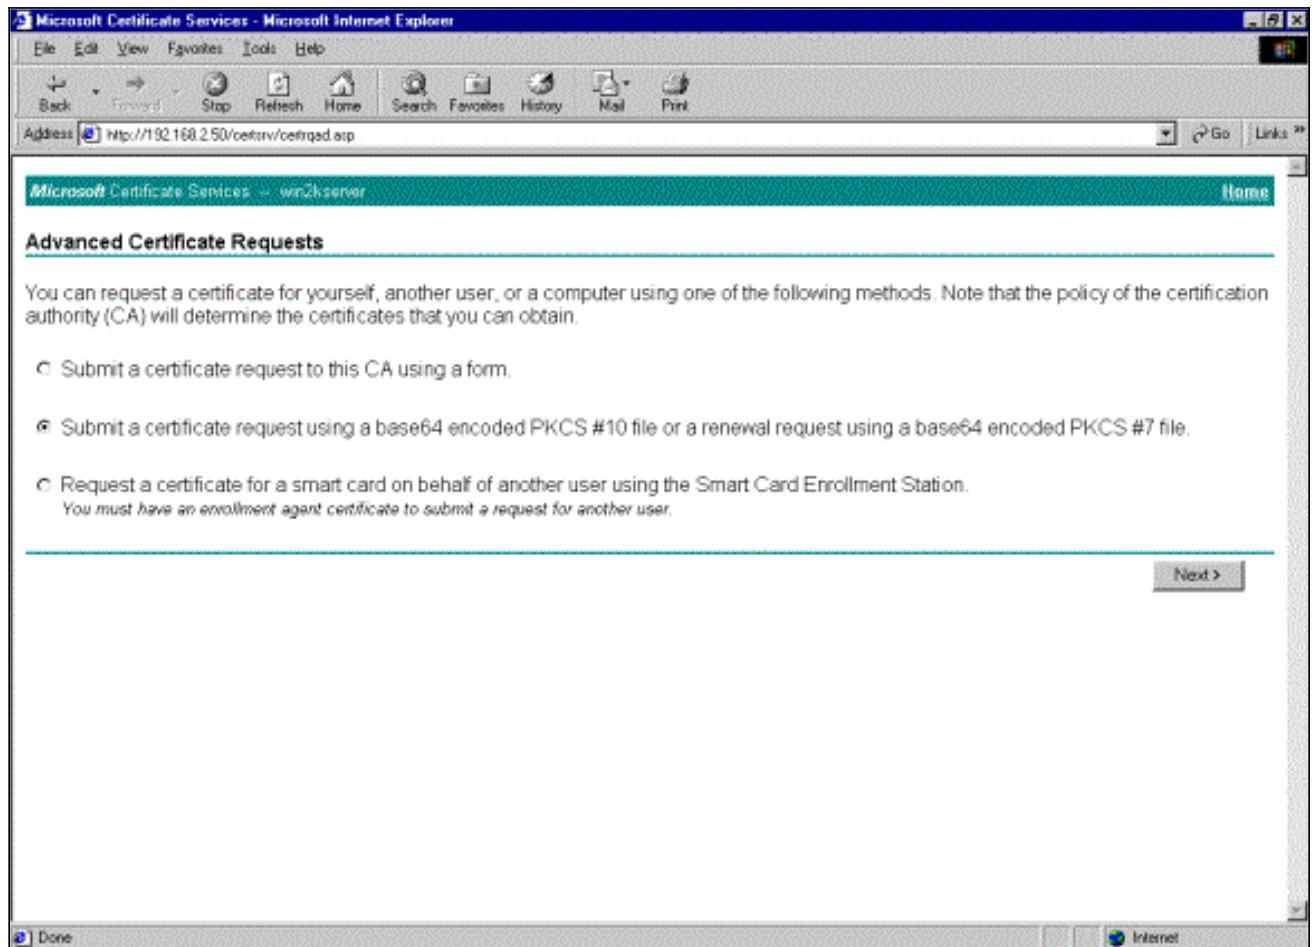 Microsoft Certificate Services - Microsoft Internet Explorer
File Edit View Favorites Tools Help
Back Forward Stop Refresh Home Search Favorites History Mail Print
Address http://192.168.2.50/certsrv/certrqad.asp Go Links »
Microsoft Certificate Services -- win2kserver Home
Advanced Certificate Requests
You can request a certificate for yourself, another user, or a computer using one of the following methods. Note that the policy of the certification
authority (CA) will determine the certificates that you can obtain.
Submit a certificate request to this CA using a form.
Submit a certificate request using a base64 encoded PKCS #10 file or a renewal request using a base64 encoded PKCS #7 file.
Request a certificate for a smart card on behalf of another user using the Smart Card Enrollment Station.
You must have an enrollment agent certificate to submit a request for another user.
Next >
Done Internet